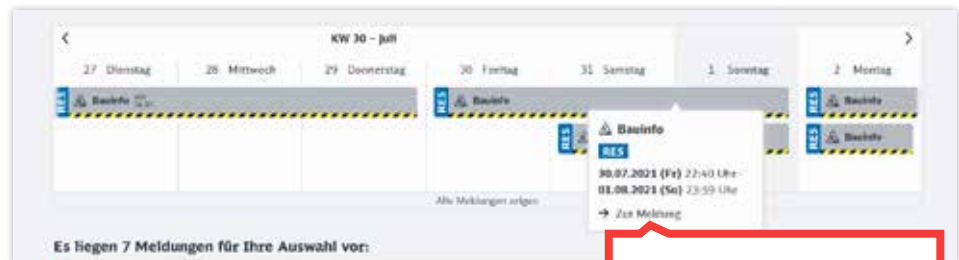 KW 30 – Juli
27 Dienstag 28 Mittwoch 29 Donnerstag 30 Freitag 31 Samstag 1 Sonntag 2 Montag
RES Bauinfo RES Bauinfo RES Bauinfo
RES RES Bauinfo
Bauinfo
RES
30.07.2021 (Fr) 22:40 Uhr -
01.08.2021 (So) 23:59 Uhr
→ Zur Meldung
Alle Meldungen zeigen
Es liegen 7 Meldungen für Ihre Auswahl vor: